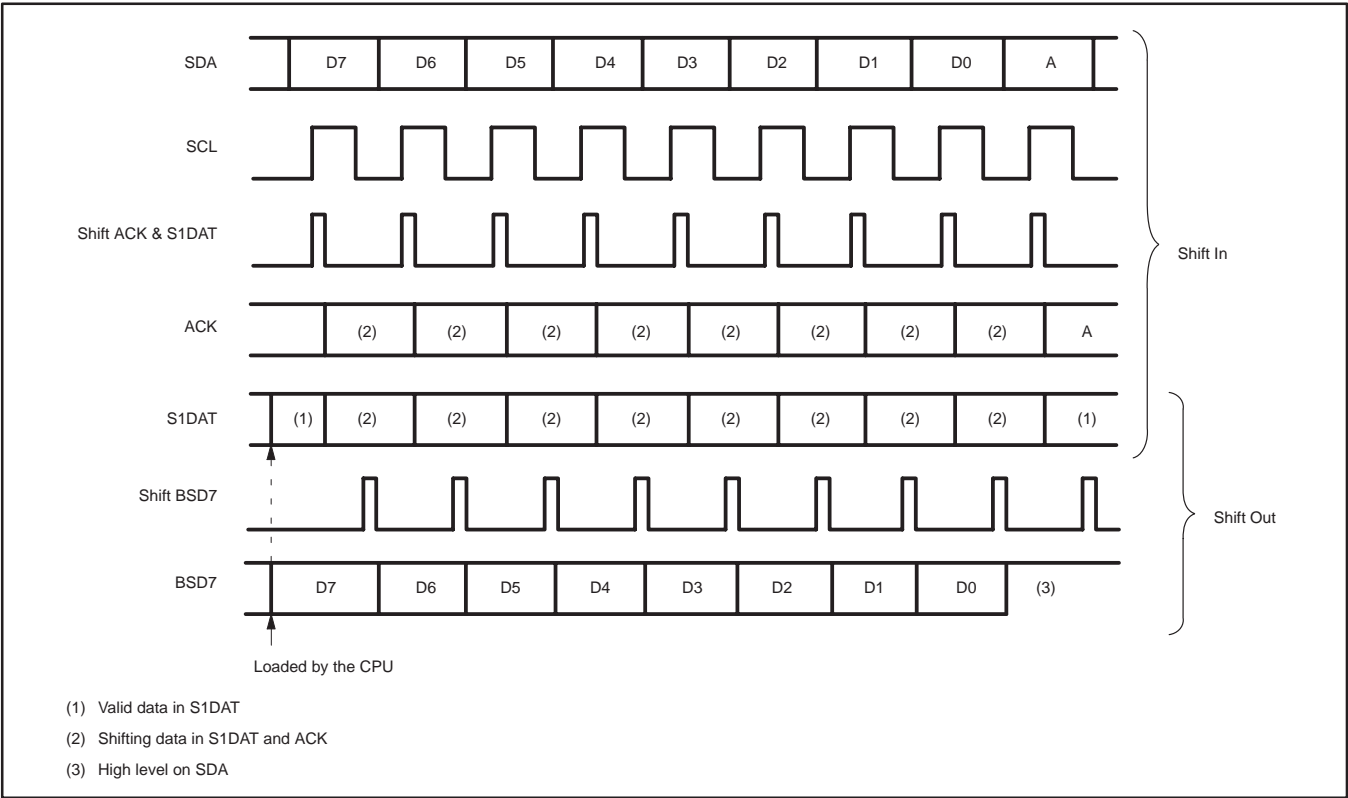 SDA D7 D6 D5 D4 D3 D2 D1 D0 A
SCL
Shift ACK & S1DAT
Shift In
ACK (2) (2) (2) (2) (2) (2) (2) (2) A
S1DAT (1) (2) (2) (2) (2) (2) (2) (2) (2) (1)
Shift BSD7
Shift Out
BSD7 D7 D6 D5 D4 D3 D2 D1 D0 (3)
Loaded by the CPU
(1) Valid data in S1DAT
(2) Shifting data in S1DAT and ACK
(3) High level on SDA